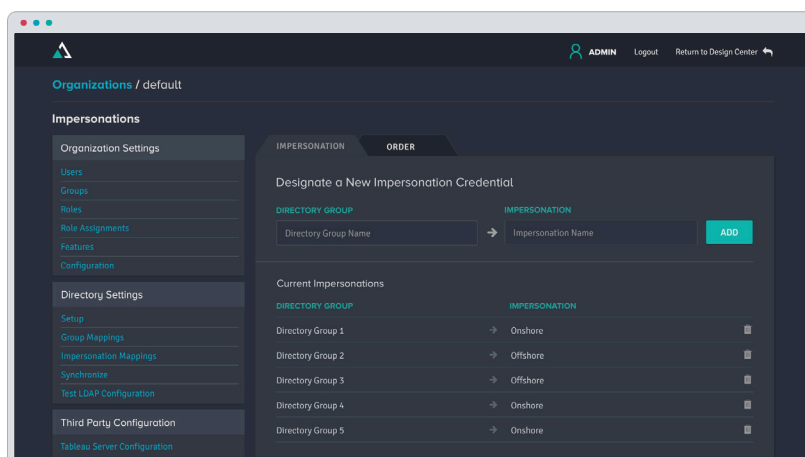 ADMIN Logout Return to Design Center
Organizations / default
Impersonations
Organization Settings
Users
Groups
Roles
Role Assignments
Features
Configuration
Directory Settings
Setup
Group Mappings
Impersonation Mappings
Synchronize
Test LDAP Configuration
Third Party Configuration
Tableau Server Configuration
IMPERSONATION ORDER
Designate a New Impersonation Credential
DIRECTORY GROUP IMPERSONATION
Directory Group Name → Impersonation Name ADD
Current Impersonations
DIRECTORY GROUP IMPERSONATION
Directory Group 1 → Onshore
Directory Group 2 → Offshore
Directory Group 3 → Offshore
Directory Group 4 → Onshore
Directory Group 5 → Onshore